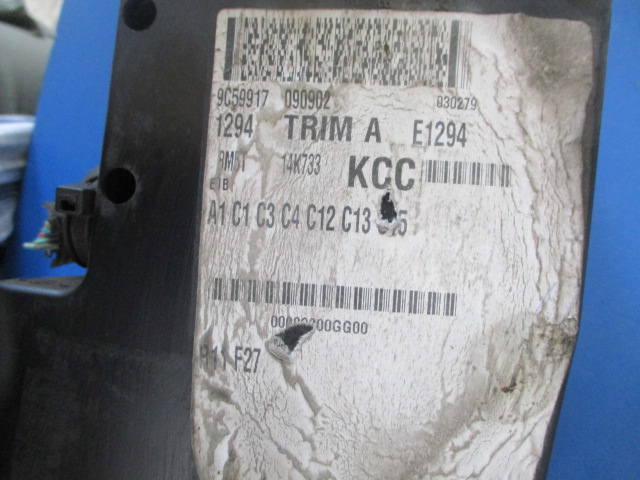 9C59917 090902 030279
1294 TRIM A E1294
14K733 KCC
A1 C1 C3 C4 C12 C13
F27